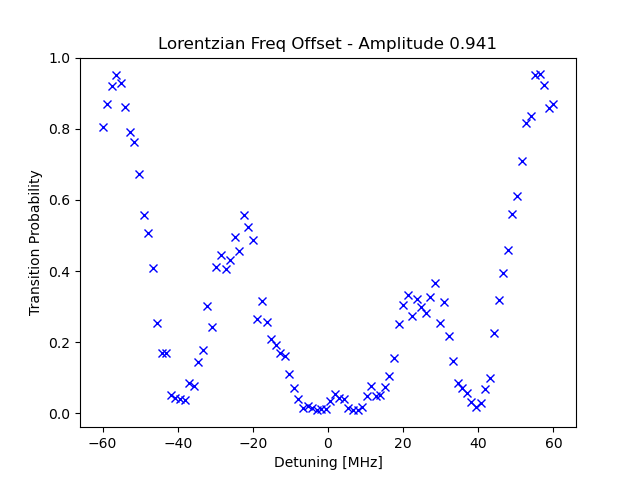 Lorentzian Freq Offset - Amplitude 0.941
Transition Probability
1.0
0.8
0.6
0.4
0.2
0.0
−60 −40 −20 0 20 40 60
Detuning [MHz]